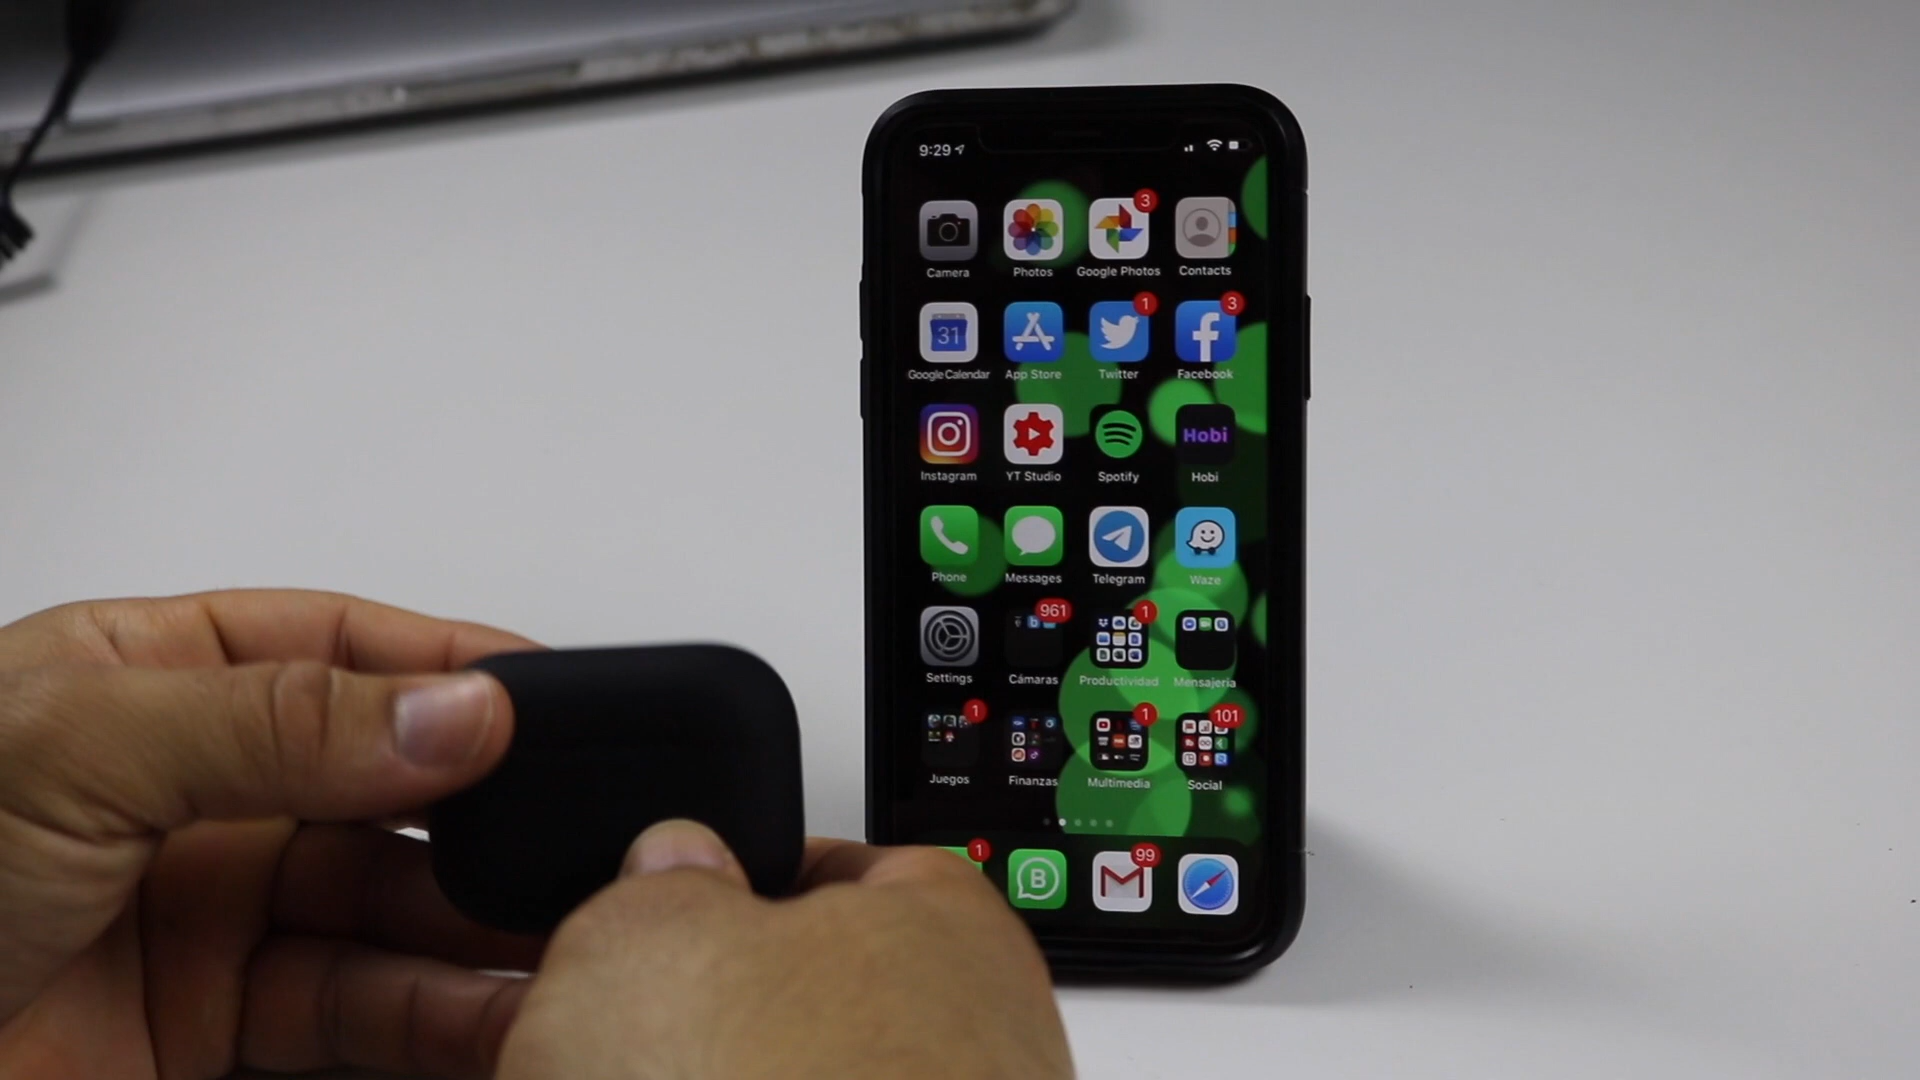 9:29
3
Camera Photos Google Photos Contacts
1 3
31
Google Calendar App Store Twitter Facebook
Hobi
Instagram YT Studio Spotify Hobi
Phone Messages Telegram Waze
961 1
Settings Cámaras Productividad Mensajería
1 1 101
Juegos Finanzas Multimedia Social
1 99
B